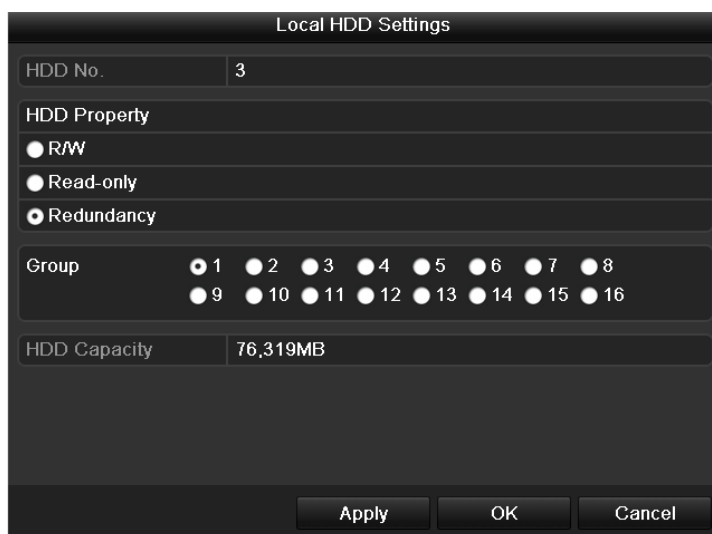 Local HDD Settings
HDD No. 3
HDD Property
R/W
Read-only
Redundancy
Group 1 2 3 4 5 6 7 8
9 10 11 12 13 14 15 16
HDD Capacity 76,319MB
Apply OK Cancel